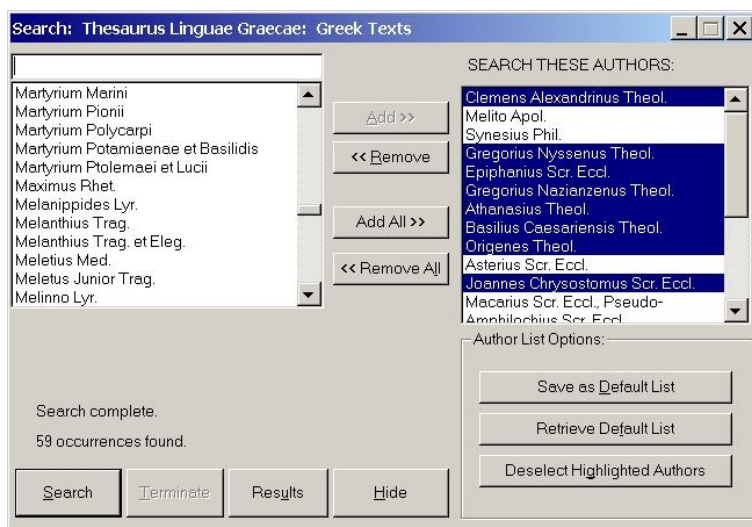 Search: Thesaurus Linguae Graecae: Greek Texts
Martyrium Marini
Martyrium Pionii
Martyrium Polycarpi
Martyrium Potamiaenae et Basilidis
Martyrium Ptolemaei et Lucii
Maximus Rhet.
Melanippides Lyr.
Melanthius Trag.
Melanthius Trag. et Eleg.
Meletius Med.
Meletus Junior Trag.
Melinno Lyr.
Add >>
<< Remove
Add All >>
<< Remove All
SEARCH THESE AUTHORS:
Clemens Alexandrinus Theol.
Melito Apol.
Synesius Phil.
Gregorius Nyssenus Theol.
Epiphanius Scr. Eccl.
Gregorius Nazianzenus Theol.
Athanasius Theol.
Basilius Caesariensis Theol.
Origenes Theol.
Asterius Scr. Eccl.
Joannes Chrysostomus Scr. Eccl.
Macarius Scr. Eccl., Pseudo-
Amphilochius Scr. Eccl.
Author List Options:
Save as Default List
Retrieve Default List
Deselect Highlighted Authors
Search complete.
59 occurrences found.
Search
Terminate
Results
Hide